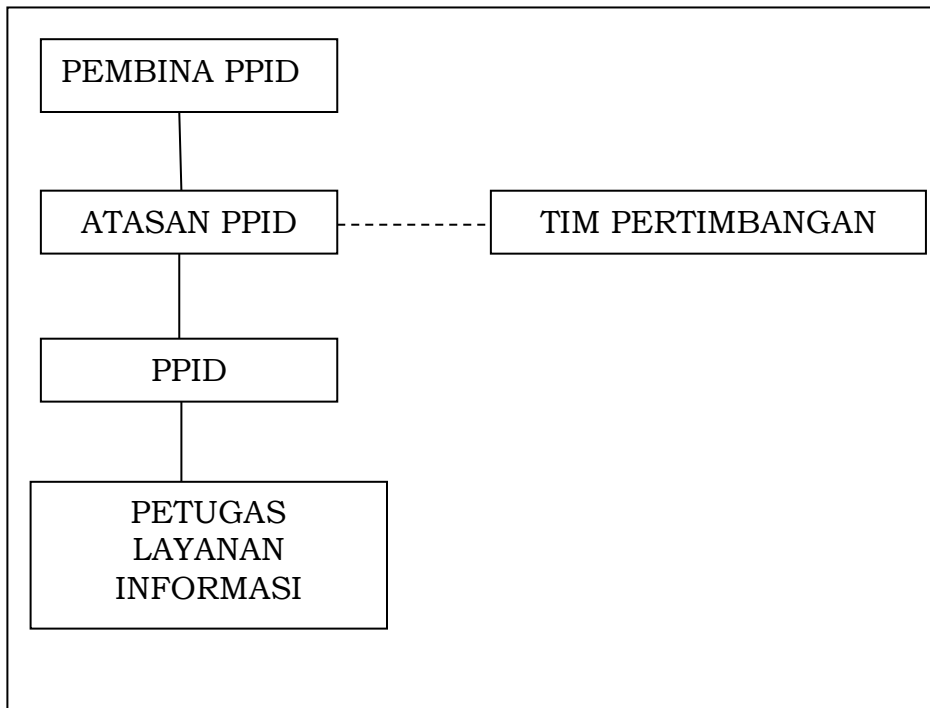 PEMBINA PPID
ATASAN PPID
TIM PERTIMBANGAN
PPID
PETUGAS
LAYANAN
INFORMASI